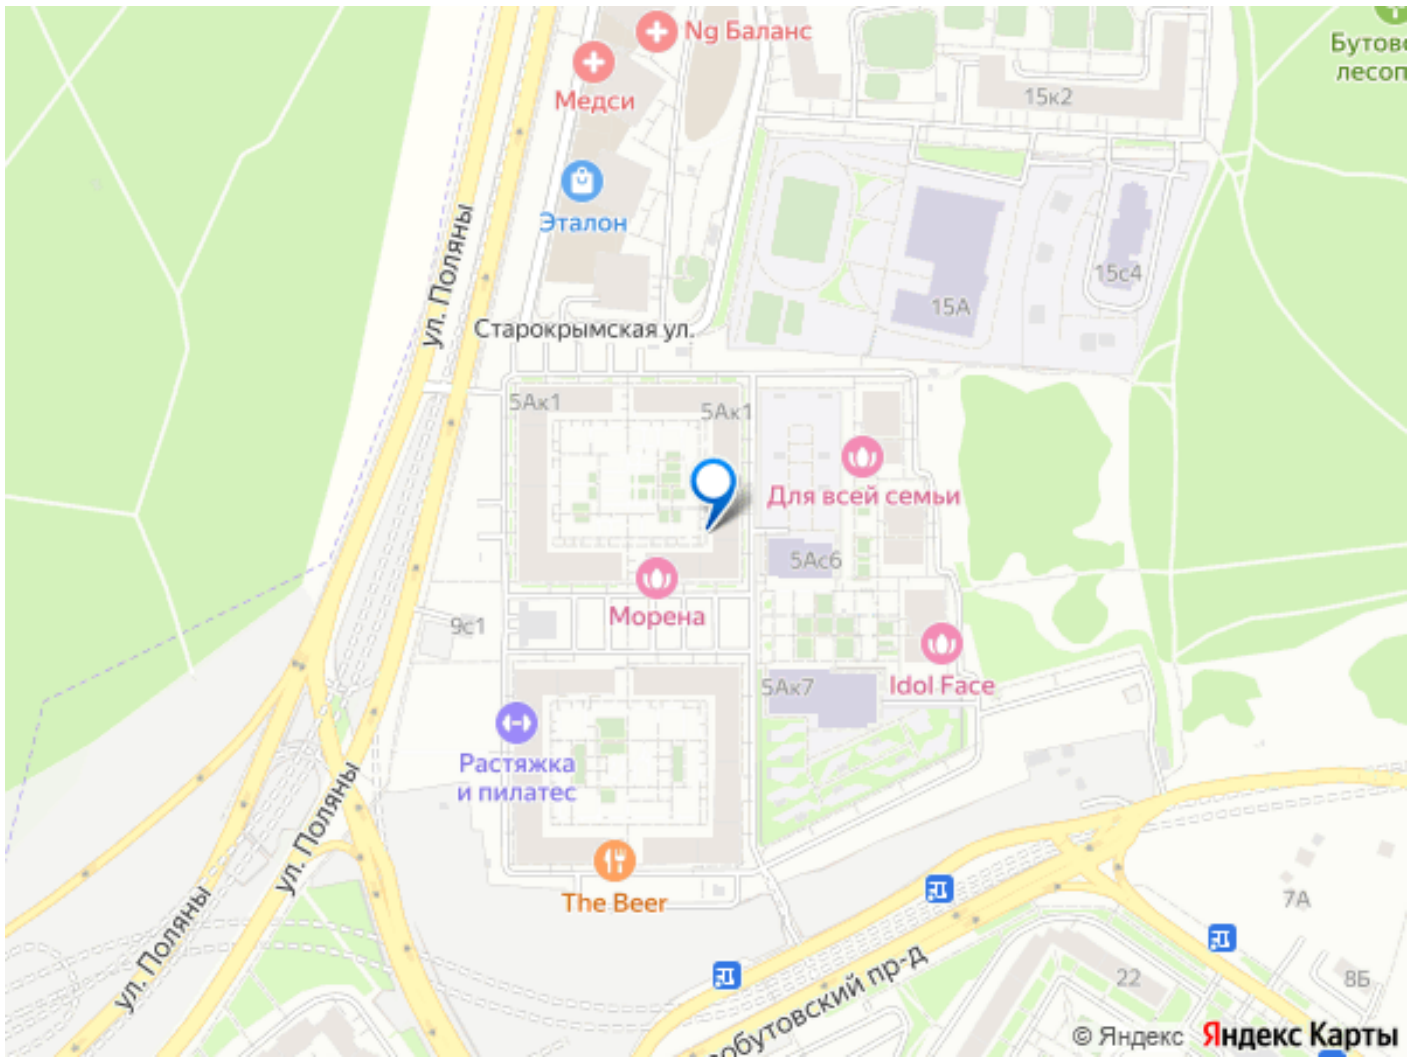 Ng Баланс
Медси
Бутовс
лесоп
15к2
Эталон
ул. Поляны
15с4
15А
Старокрымская ул.
5Ак1
5Ак1
Для всей семьи
5Ас6
Морена
9с1
5Ак7
Idol Face
Растяжка
и пилатес
ул. Поляны
The Beer
7А
ул. Поляны
22
8Б
робутовский пр-д
© Яндекс Яндекс Карты